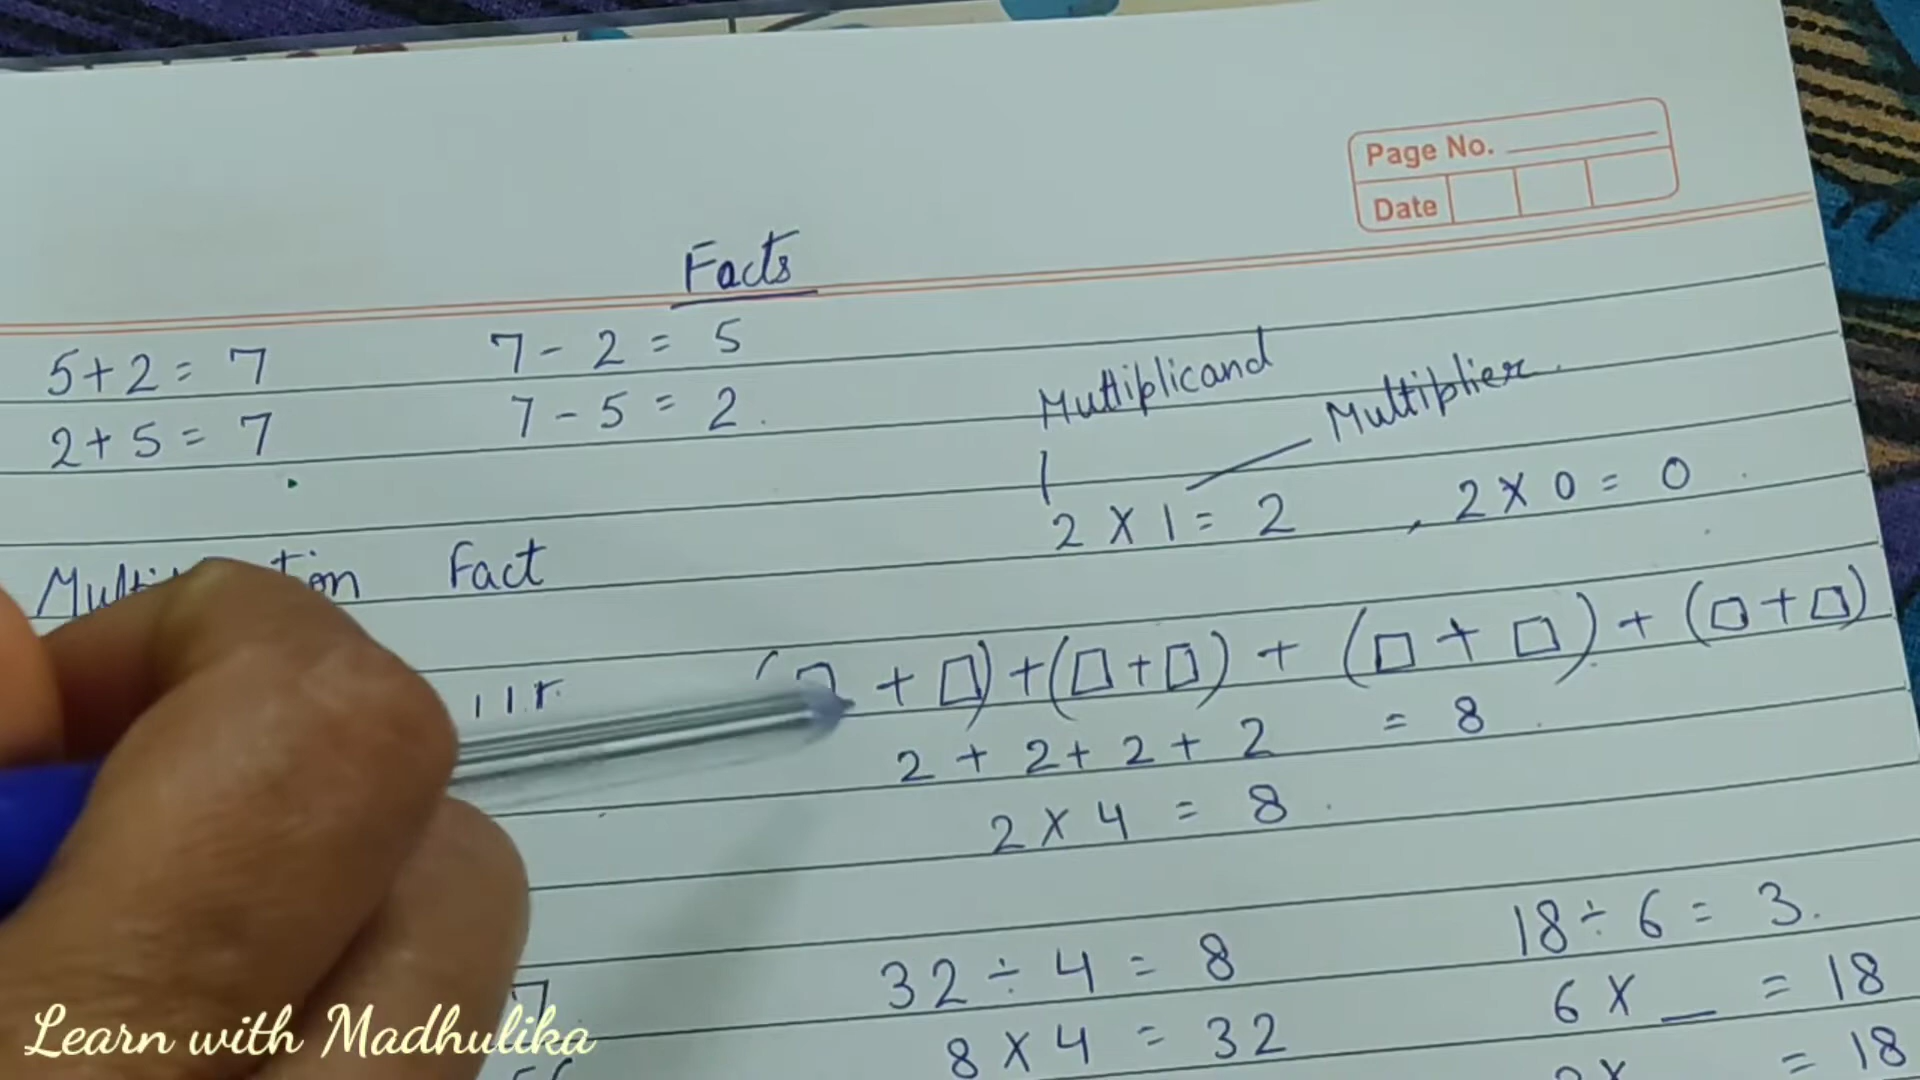 Page No.
Date
Facts
5+2 = 7
7 - 2 = 5
2+5 = 7
7 - 5 = 2.
Multiplicand
Multiplier.
2 X 1 = 2 , 2 X 0 = 0
Fact
(□ + □) + (□ + □) + (□ + □) + (□ + □)
2 + 2 + 2 + 2 = 8
2 X 4 = 8
32 ÷ 4 = 8
18 ÷ 6 = 3.
8 X 4 = 32
6 X __ = 18
= 18
Learn with Madhulika